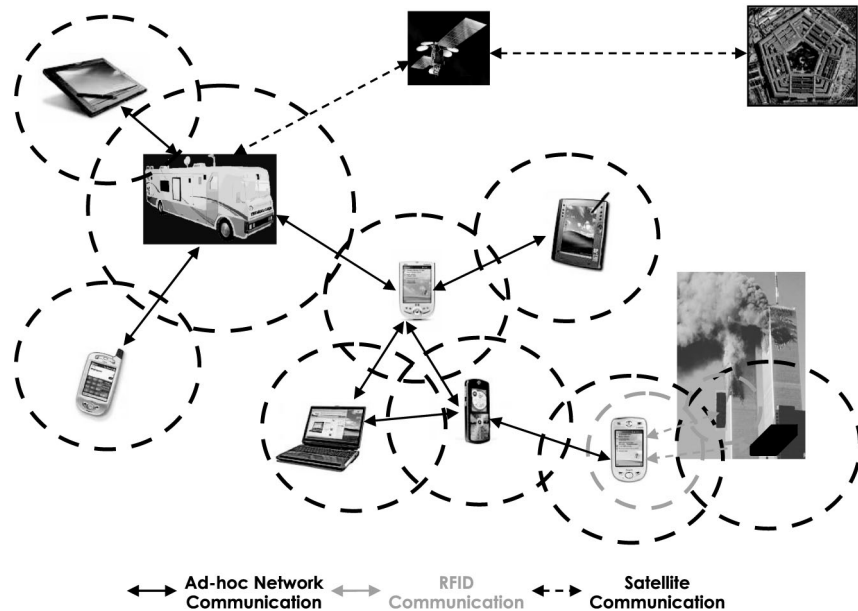 Ad-hoc Network
Communication
RFID
Communication
Satellite
Communication